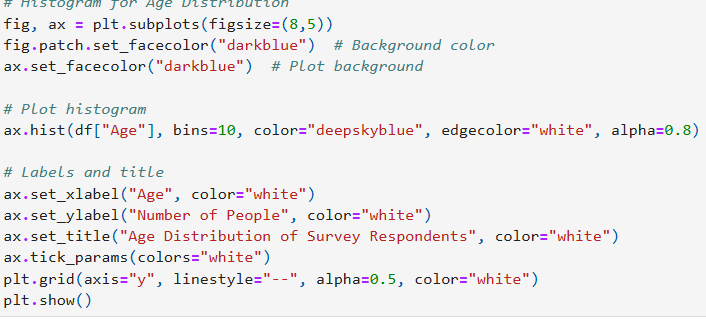 # Histogram for Age Distribution
fig, ax = plt.subplots(figsize=(8,5))
fig.patch.set_facecolor("darkblue")  # Background color
ax.set_facecolor("darkblue")  # Plot background
# Plot histogram
ax.hist(df["Age"], bins=10, color="deepskyblue", edgecolor="white", alpha=0.8)
# Labels and title
ax.set_xlabel("Age", color="white")
ax.set_ylabel("Number of People", color="white")
ax.set_title("Age Distribution of Survey Respondents", color="white")
ax.tick_params(colors="white")
plt.grid(axis="y", linestyle="--", alpha=0.5, color="white")
plt.show()